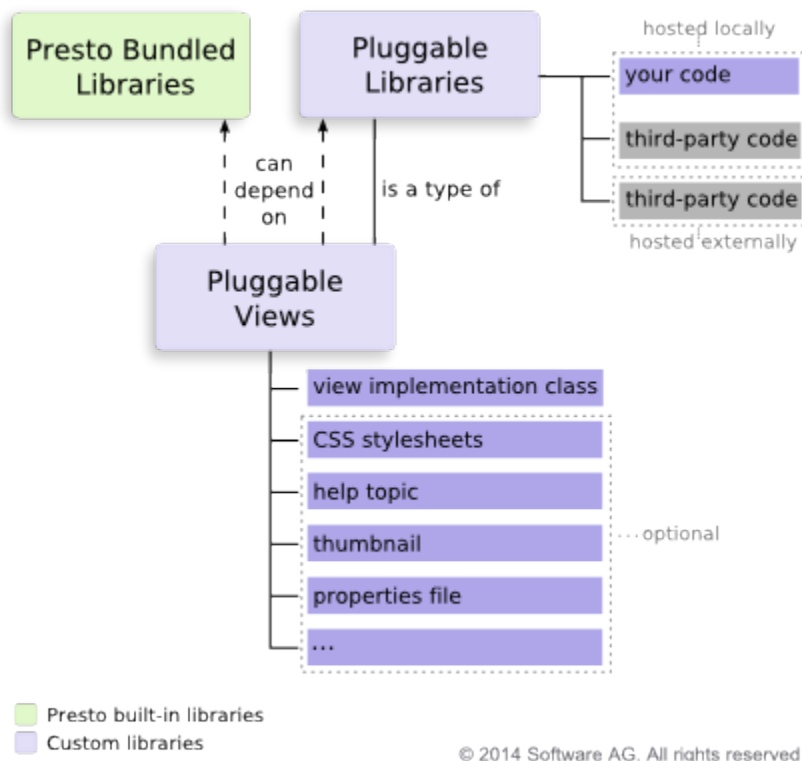 Presto Bundled
Libraries
Pluggable
Libraries
hosted locally
your code
third-party code
third-party code
hosted externally
can
depend
on
is a type of
Pluggable
Views
view implementation class
CSS stylesheets
help topic
thumbnail
properties file
...
optional
Presto built-in libraries
Custom libraries
© 2014 Software AG. All rights reserved